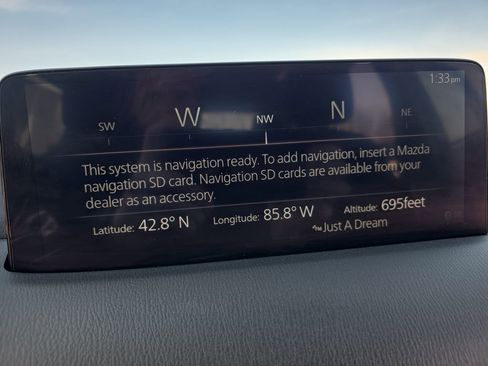 1:33pm
SW W NW N NE
This system is navigation ready. To add navigation, insert a Mazda
navigation SD card. Navigation SD cards are available from your
dealer as an accessory.
Latitude: 42.8° N Longitude: 85.8° W Altitude: 695feet
Just A Dream